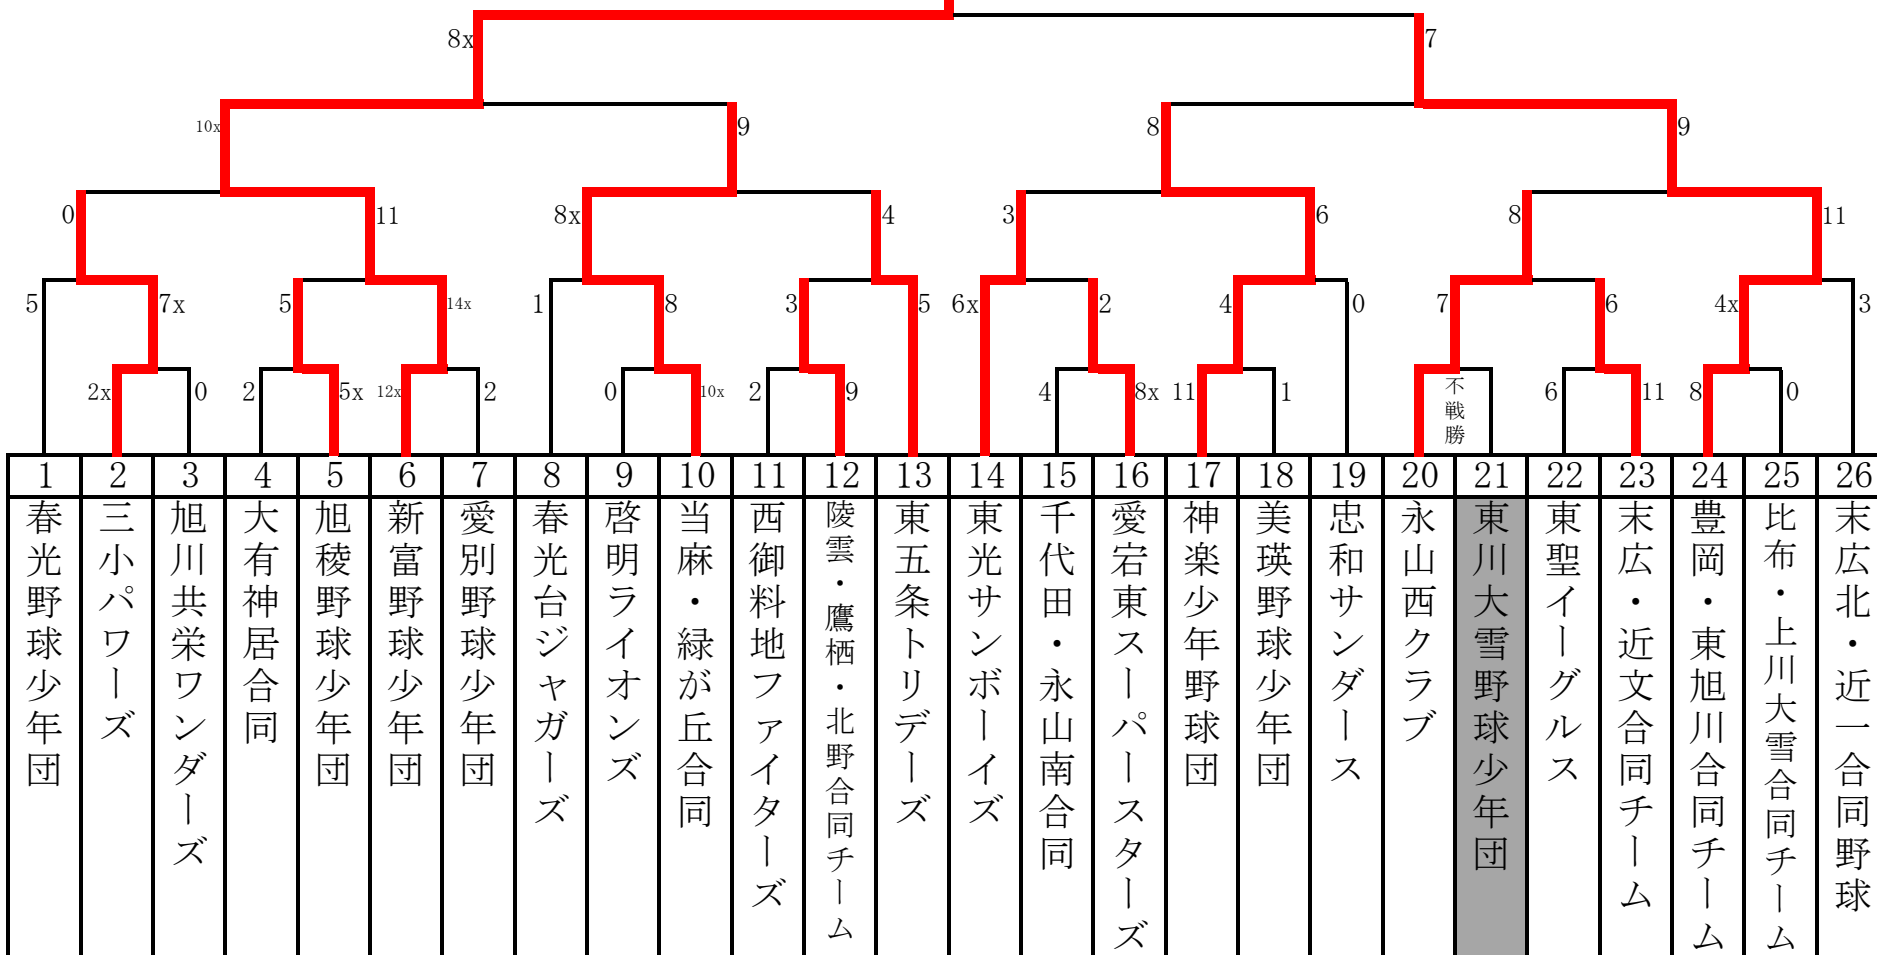 8x 7
10x 9 8 9
0 11 8x 4 3 6 8 11
5 7x 5 14x 1 8 3 5 6x 2 4 0 7 6 4x 3
2x 0 2 5x 12x 2 0 10x 2 9 4 8x 11 1 不戦勝 6 11 8 0
1 2 3 4 5 6 7 8 9 10 11 12 13 14 15 16 17 18 19 20 21 22 23 24 25 26
春光野球少年団
三小パワーズ
旭川共栄ワンダーズ
大有神居合同
旭稜野球少年団
新富野球少年団
愛別野球少年団
春光台ジャガーズ
啓明ライオンズ
当麻・緑が丘合同
西御料地ファイターズ
陵雲・鷹栖・北野合同チーム
東五条トリデーズ
東光サンボーイズ
千代田・永山南合同
愛宕東スーパースターズ
神楽少年野球団
美瑛野球少年団
忠和サンダース
永山西クラブ
東川大雪野球少年団
東聖イーグルス
末広・近文合同チーム
豊岡・東旭川合同チーム
比布・上川大雪合同チーム
末広北・近一合同野球